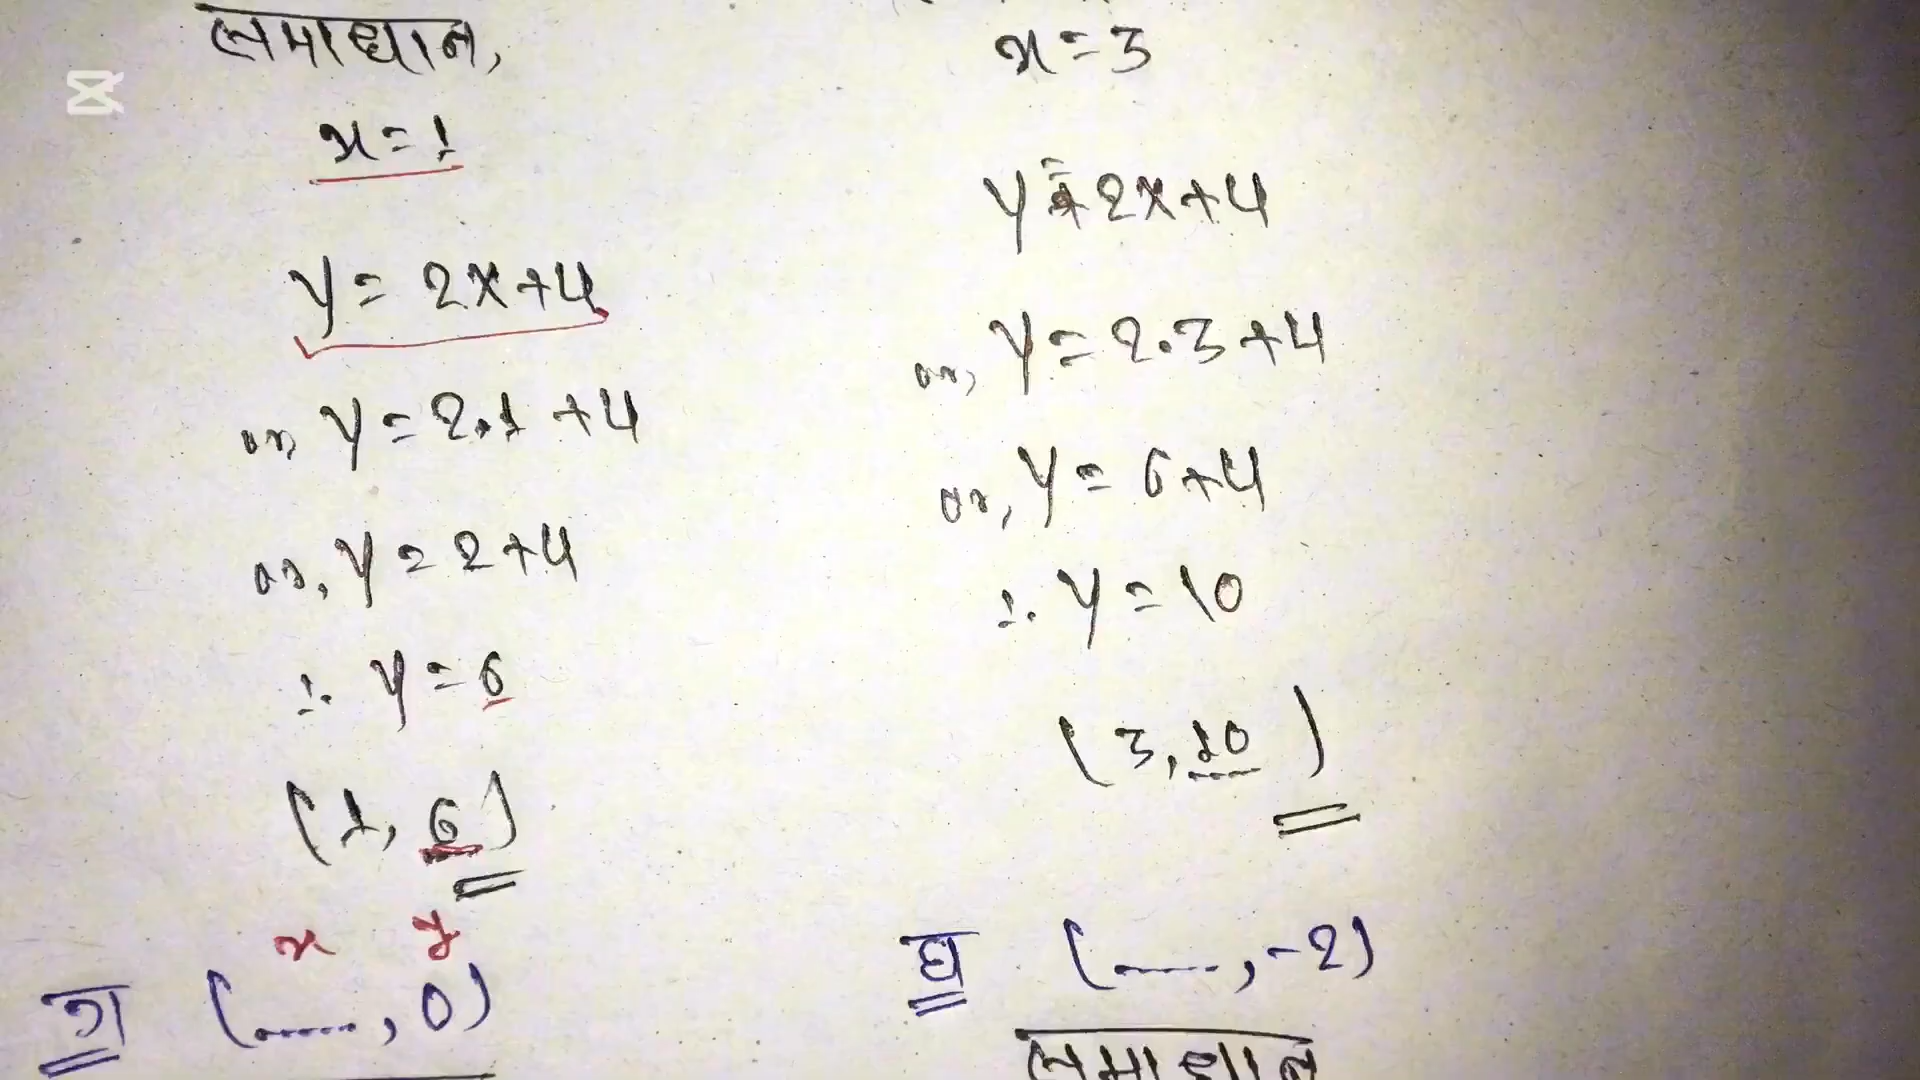 समाधान,
x = 1
y = 2x + 4
or, y = 2.1 + 4
or, y = 2 + 4
∴ y = 6
(1, 6)
x y
ग (......, 0)
x = 3
y = 2x + 4
or, y = 2.3 + 4
or, y = 6 + 4
∴ y = 10
(3, 10)
घ (......, -2)
समाधान